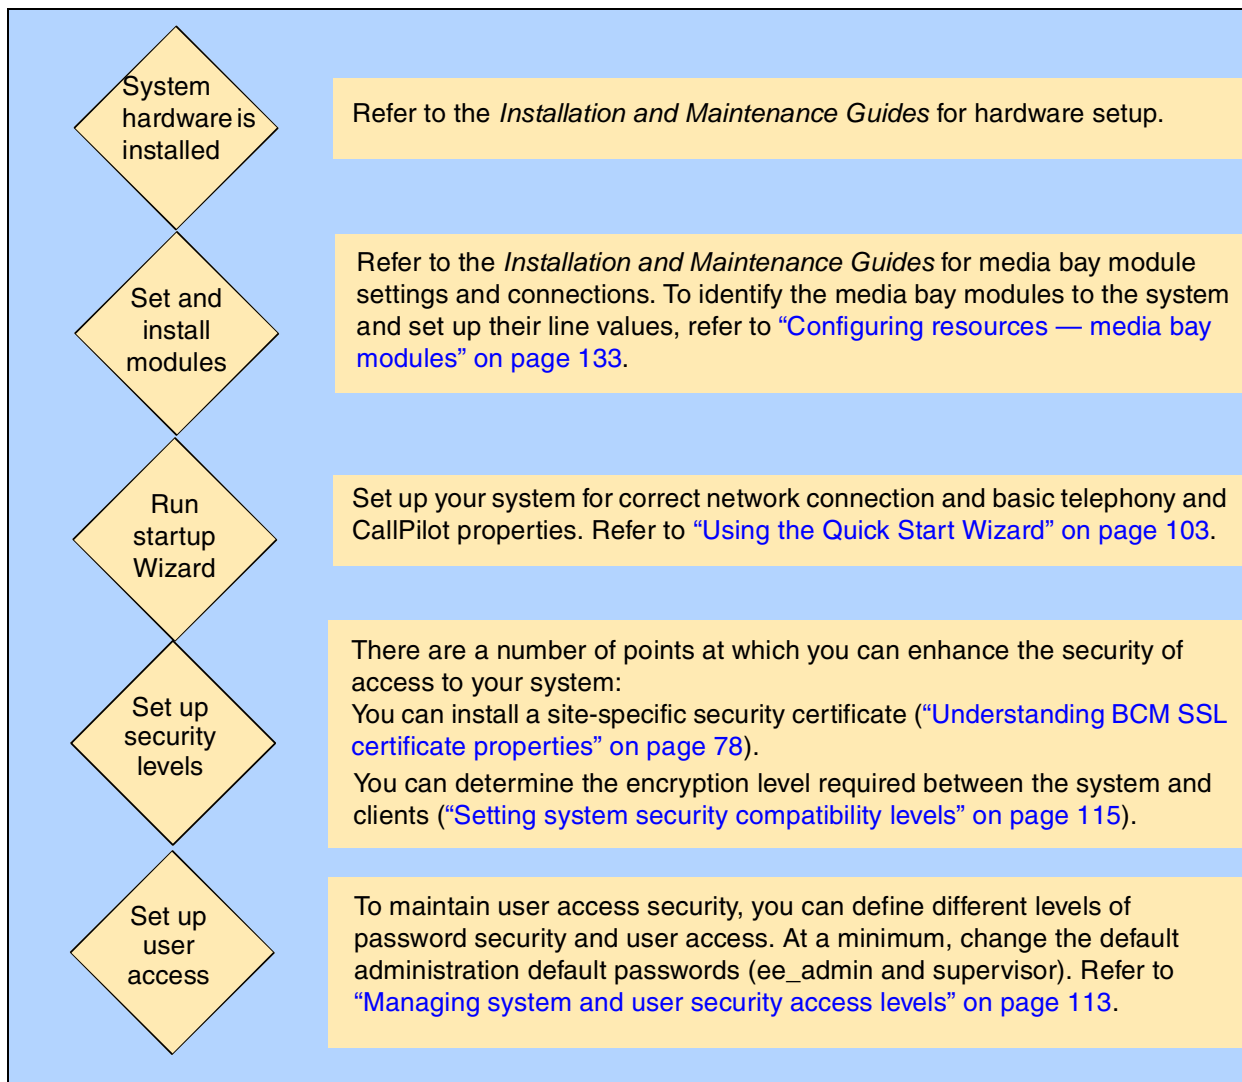 System
hardware is
installed
Refer to the Installation and Maintenance Guides for hardware setup.
Set and
install
modules
Refer to the Installation and Maintenance Guides for media bay module
settings and connections. To identify the media bay modules to the system
and set up their line values, refer to “Configuring resources — media bay
modules” on page 133.
Run
startup
Wizard
Set up your system for correct network connection and basic telephony and
CallPilot properties. Refer to “Using the Quick Start Wizard” on page 103.
Set up
security
levels
There are a number of points at which you can enhance the security of
access to your system:
You can install a site-specific security certificate (“Understanding BCM SSL
certificate properties” on page 78).
You can determine the encryption level required between the system and
clients (“Setting system security compatibility levels” on page 115).
Set up
user
access
To maintain user access security, you can define different levels of
password security and user access. At a minimum, change the default
administration default passwords (ee_admin and supervisor). Refer to
“Managing system and user security access levels” on page 113.